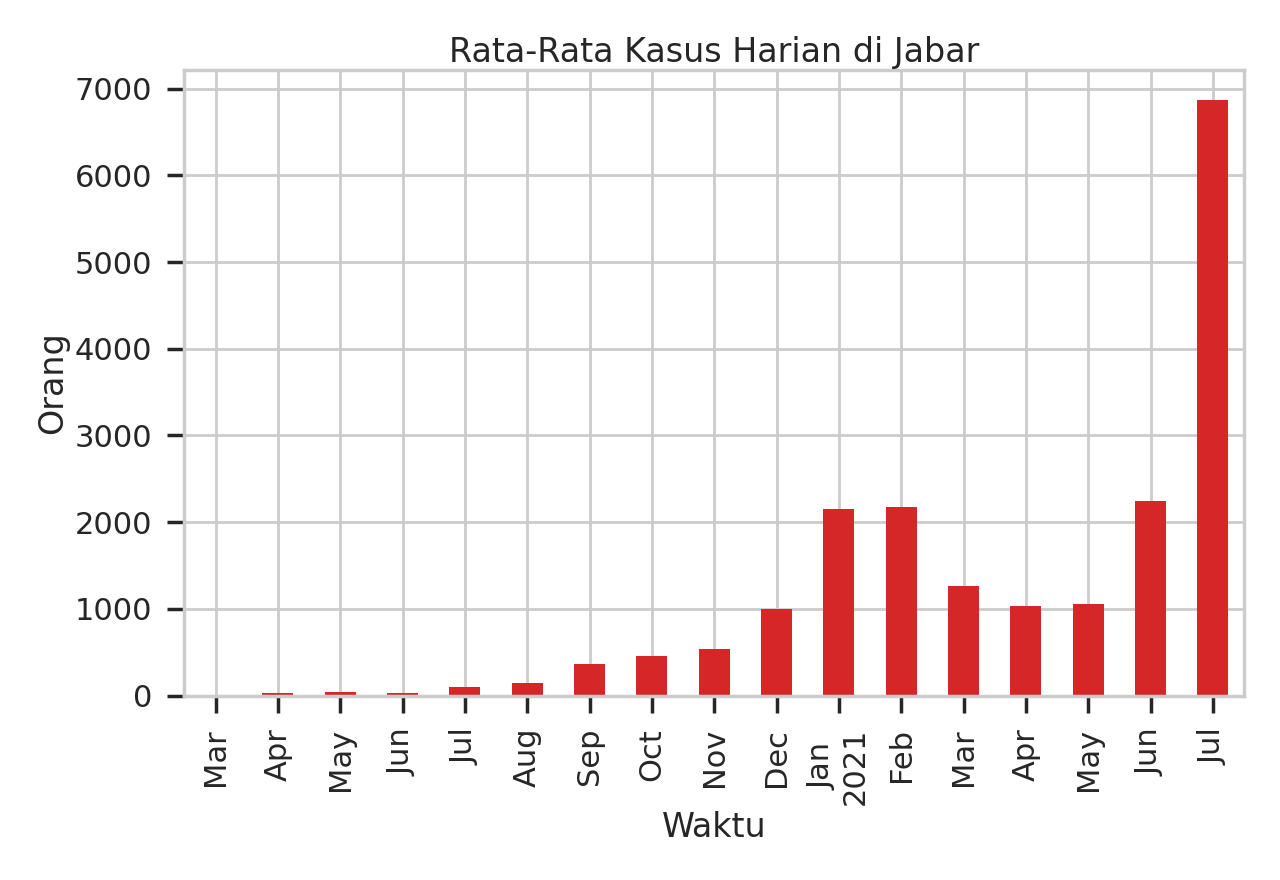 Rata-Rata Kasus Harian di Jabar
7000
6000
5000
4000
3000
2000
1000
0
Orang
Mar
Apr
May
Jun
Jul
Aug
Sep
Oct
Nov
Dec
Jan
2021
Feb
Mar
Apr
May
Jun
Jul
Waktu